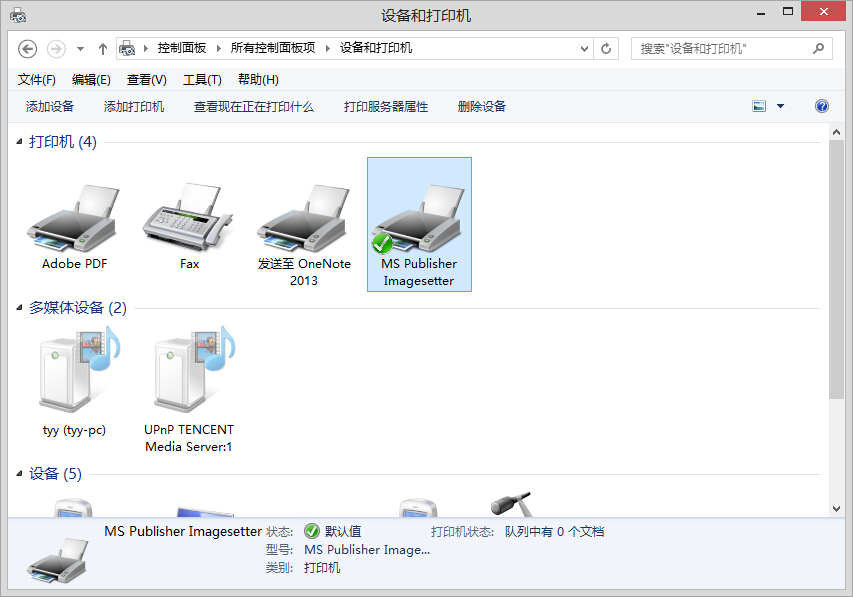 设备和打印机
控制面板 所有控制面板项 设备和打印机
搜索"设备和打印机"
文件(F) 编辑(E) 查看(V) 工具(T) 帮助(H)
添加设备 添加打印机 查看现在正在打印什么 打印服务器属性 删除设备
打印机 (4)
Adobe PDF
Fax
发送至 OneNote
2013
MS Publisher
Imagesetter
多媒体设备 (2)
tyy (tyy-pc)
UPnP TENCENT
Media Server:1
设备 (5)
MS Publisher Imagesetter 状态: 默认值 打印机状态: 队列中有 0 个文档
型号: MS Publisher Image...
类别: 打印机